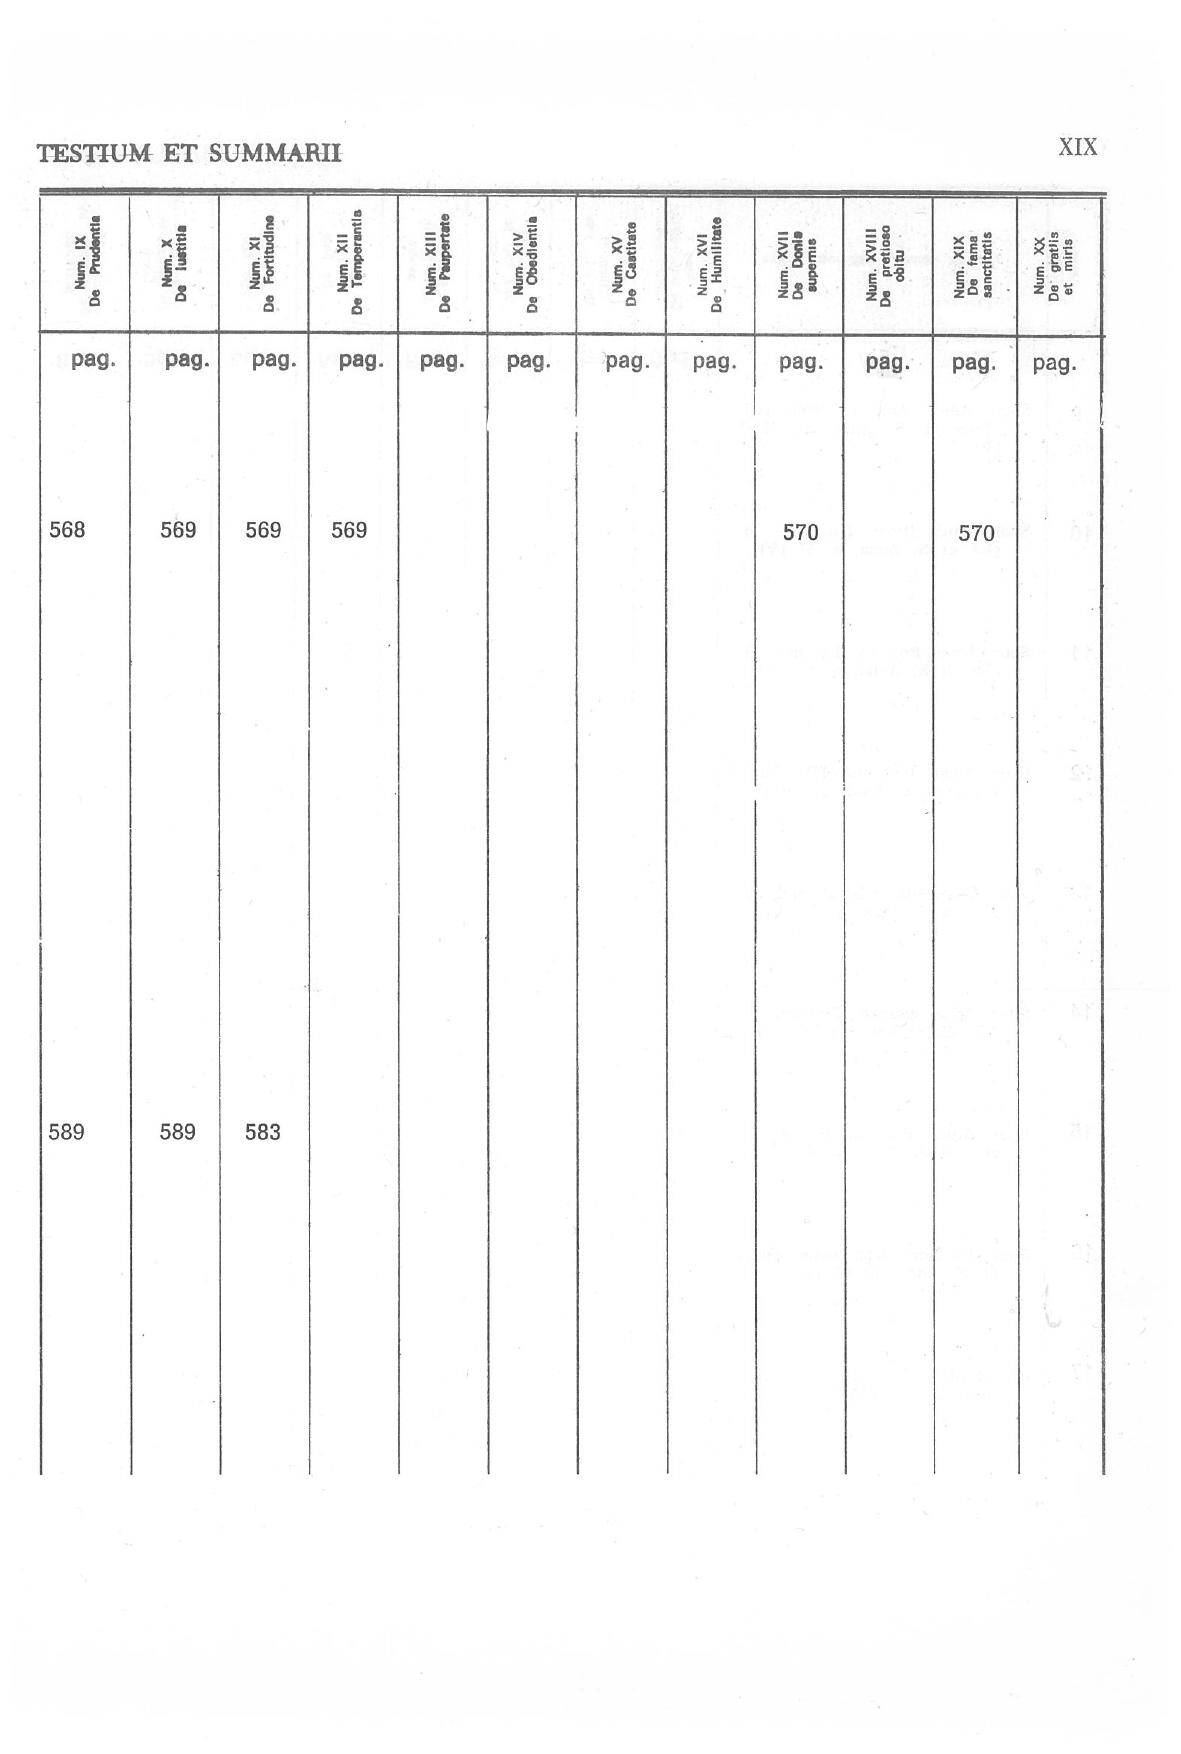 TESTIUM ET SUMMARII XIX
Num. IX
De Prudentia
Num. X
De Iustitia
Num. XI
De Fortitudine
Num. XII
De Temperantia
Num. XIII
De Paupertate
Num. XIV
De Obedientia
Num. XV
De Castitate
Num. XVI
De Humilitate
Num. XVII
De Donis
supernis
Num. XVIII
De pretioso
obitu
Num. XIX
De fama
sanctitatis
Num. XX
De gratiis
et miris
pag. pag. pag. pag. pag. pag. pag. pag. pag. pag. pag. pag.
568 569 569 569 570 570
589 589 583